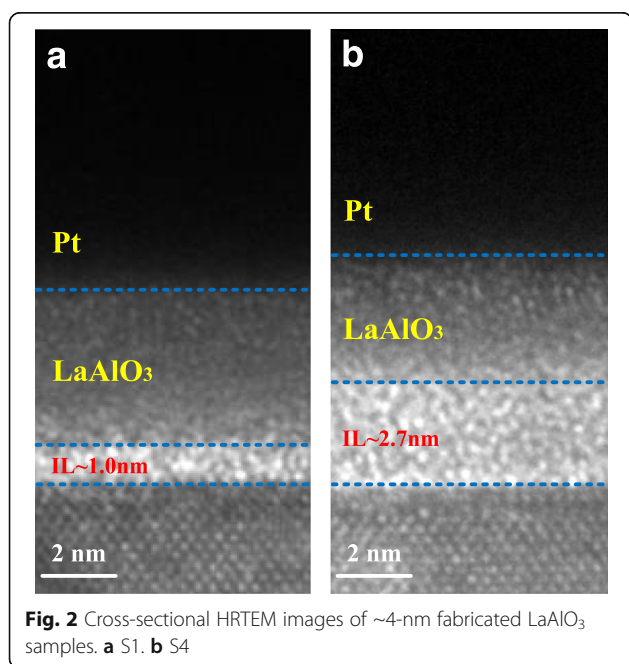 a
Pt
LaAlO₃
IL~1.0nm
2 nm
b
Pt
LaAlO₃
IL~2.7nm
2 nm
Fig. 2 Cross-sectional HRTEM images of ~4-nm fabricated LaAlO₃
samples. a S1. b S4